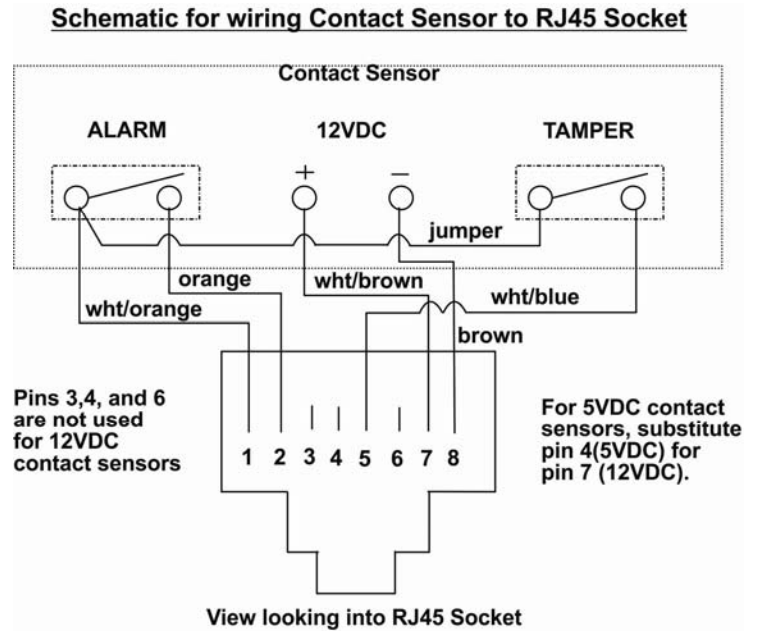 Schematic for wiring Contact Sensor to RJ45 Socket
Contact Sensor
ALARM
12VDC
TAMPER
+
–
jumper
orange
wht/brown
wht/blue
wht/orange
brown
Pins 3,4, and 6
are not used
for 12VDC
contact sensors
For 5VDC contact
sensors, substitute
pin 4(5VDC) for
pin 7 (12VDC).
1 2 3 4 5 6 7 8
View looking into RJ45 Socket